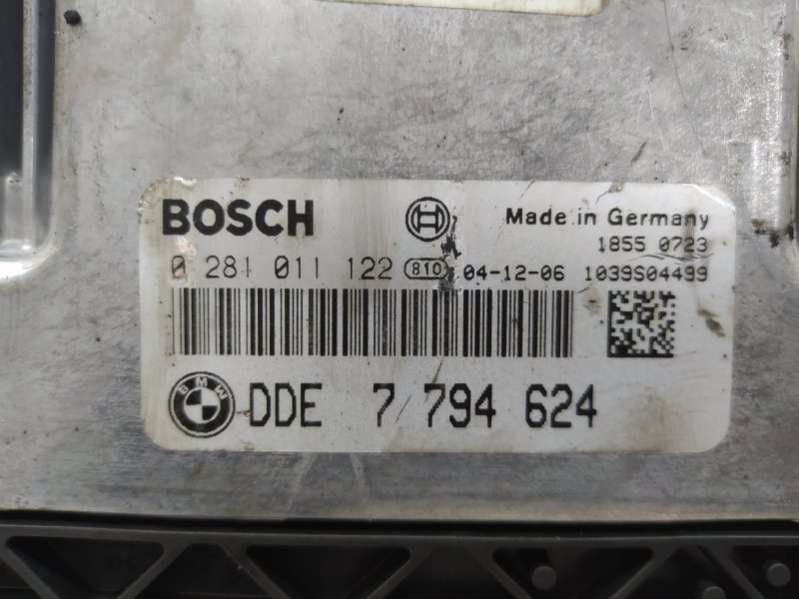 BOSCH Made in Germany
1855 0723
0 281 011 122 810 04-12-06 1039S04499
BMW DDE 7 794 624